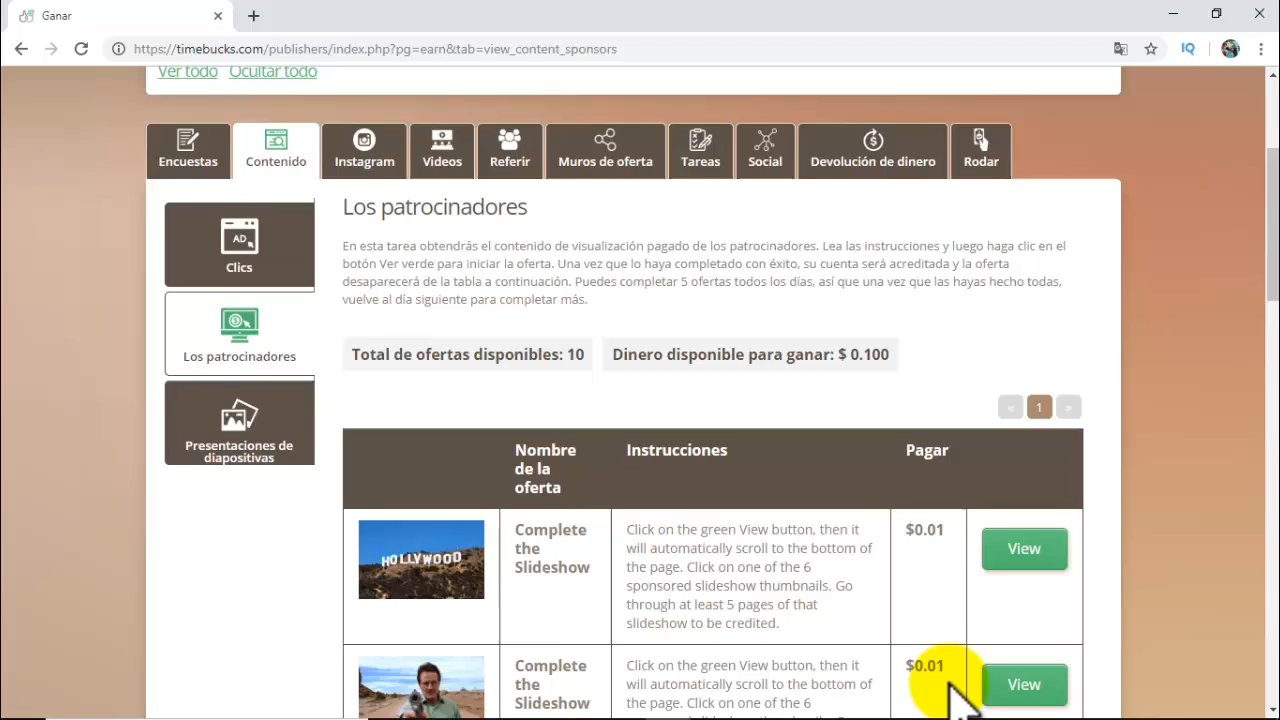 Ganar
https://timebucks.com/publishers/index.php?pg=earn&tab=view_content_sponsors
IQ
Ver todo Ocultar todo
Encuestas Contenido Instagram Videos Referir Muros de oferta Tareas Social Devolución de dinero Rodar
Los patrocinadores
En esta tarea obtendrás el contenido de visualización pagado de los patrocinadores. Lea las instrucciones y luego haga clic en el
botón Ver verde para iniciar la oferta. Una vez que lo haya completado con éxito, su cuenta será acreditada y la oferta
desaparecerá de la tabla a continuación. Puedes completar 5 ofertas todos los días, así que una vez que las hayas hecho todas,
vuelve al día siguiente para completar más.
AD
Clics
Los patrocinadores
Presentaciones de
diapositivas
Total de ofertas disponibles: 10 Dinero disponible para ganar: $ 0.100
« 1 »
Nombre
de la
oferta
Instrucciones
Pagar
HOLLYWOOD
Complete
the
Slideshow
Click on the green View button, then it
will automatically scroll to the bottom of
the page. Click on one of the 6
sponsored slideshow thumbnails. Go
through at least 5 pages of that
slideshow to be credited.
$0.01
View
Complete
the
Slideshow
Click on the green View button, then it
will automatically scroll to the bottom of
the page. Click on one of the 6
$0.01
View